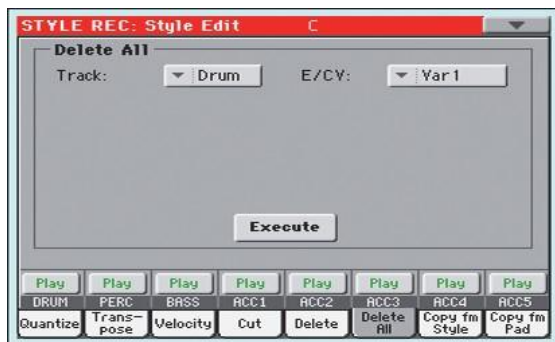 STYLE REC: Style Edit C
Delete All
Track: Drum E/CV: Var1
Execute
Play Play Play Play Play Play Play Play
DRUM PERC BASS ACC1 ACC2 ACC3 ACC4 ACC5
Quantize Trans-pose Velocity Cut Delete Delete All Copy fm Style Copy fm Pad